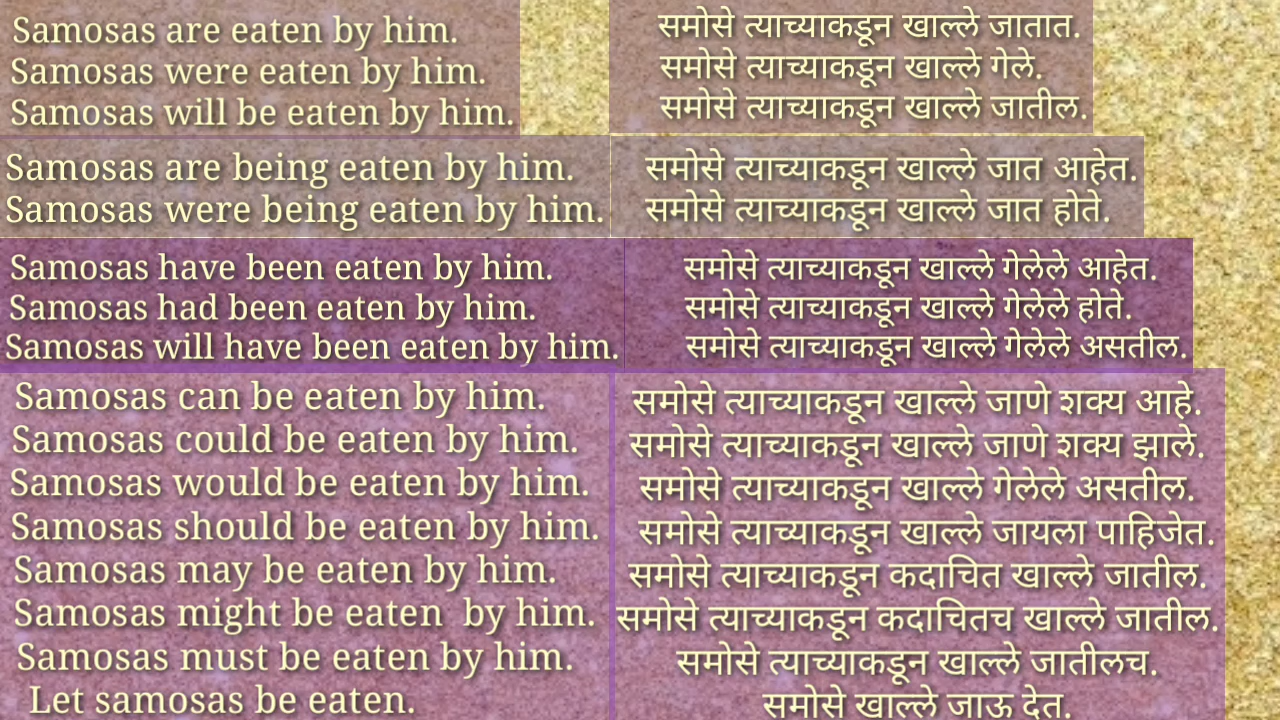 Samosas are eaten by him. समोसे त्याच्याकडून खाल्ले जातात.
Samosas were eaten by him. समोसे त्याच्याकडून खाल्ले गेले.
Samosas will be eaten by him. समोसे त्याच्याकडून खाल्ले जातील.
Samosas are being eaten by him. समोसे त्याच्याकडून खाल्ले जात आहेत.
Samosas were being eaten by him. समोसे त्याच्याकडून खाल्ले जात होते.
Samosas have been eaten by him. समोसे त्याच्याकडून खाल्ले गेलेले आहेत.
Samosas had been eaten by him. समोसे त्याच्याकडून खाल्ले गेलेले होते.
Samosas will have been eaten by him. समोसे त्याच्याकडून खाल्ले गेलेले असतील.
Samosas can be eaten by him. समोसे त्याच्याकडून खाल्ले जाणे शक्य आहे.
Samosas could be eaten by him. समोसे त्याच्याकडून खाल्ले जाणे शक्य झाले.
Samosas would be eaten by him. समोसे त्याच्याकडून खाल्ले गेलेले असतील.
Samosas should be eaten by him. समोसे त्याच्याकडून खाल्ले जायला पाहिजेत.
Samosas may be eaten by him. समोसे त्याच्याकडून कदाचित खाल्ले जातील.
Samosas might be eaten by him. समोसे त्याच्याकडून कदाचितच खाल्ले जातील.
Samosas must be eaten by him. समोसे त्याच्याकडून खाल्ले जातीलच.
Let samosas be eaten. समोसे खाल्ले जाऊ देत.